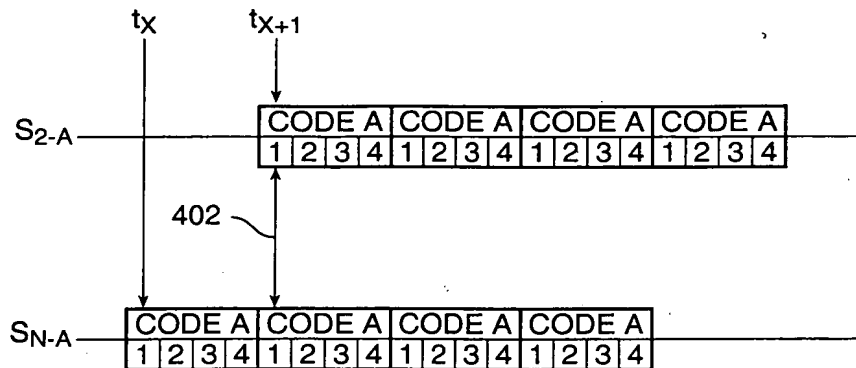 tX tX+1
S2-A CODE A CODE A CODE A CODE A
1 2 3 4 1 2 3 4 1 2 3 4 1 2 3 4
402
SN-A CODE A CODE A CODE A CODE A
1 2 3 4 1 2 3 4 1 2 3 4 1 2 3 4